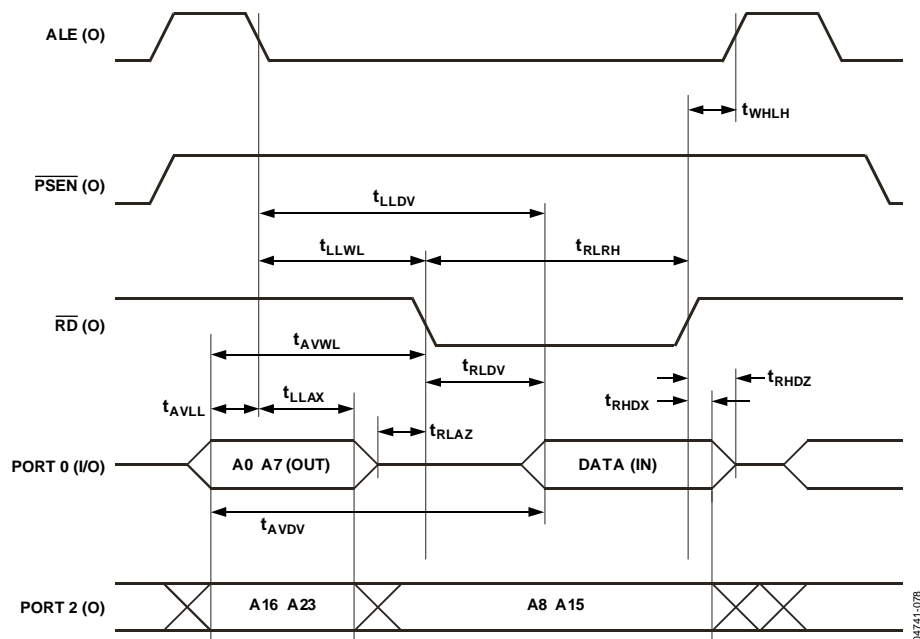 ALE (O)
tWHLH
PSEN (O)
tLLDV
tLLWL
tRLRH
RD (O)
tAVWL
tRLDV
tRHDZ
tAVLL
tLLAX
tRHDX
tRLAZ
PORT 0 (I/O)
A0 A7 (OUT)
DATA (IN)
tAVDV
PORT 2 (O)
A16 A23
A8 A15
04741-078